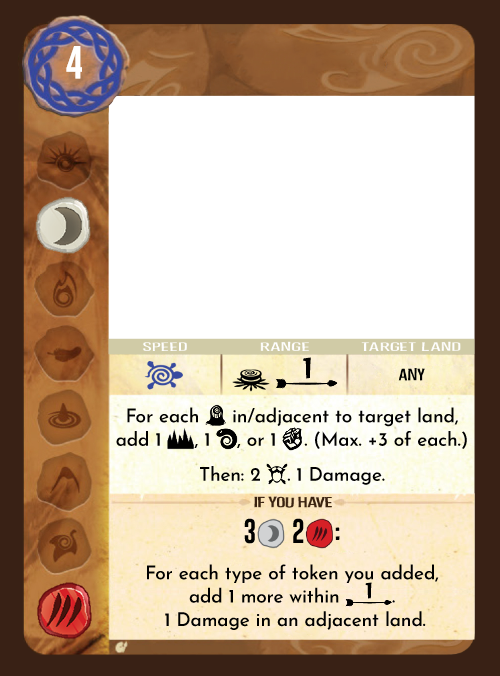 4
SPEED RANGE TARGET LAND
1 ANY
For each in/adjacent to target land,
add 1 , 1 , or 1 . (Max. +3 of each.)
Then: 2 . 1 Damage.
IF YOU HAVE
3 2 :
For each type of token you added,
add 1 more within 1 .
1 Damage in an adjacent land.